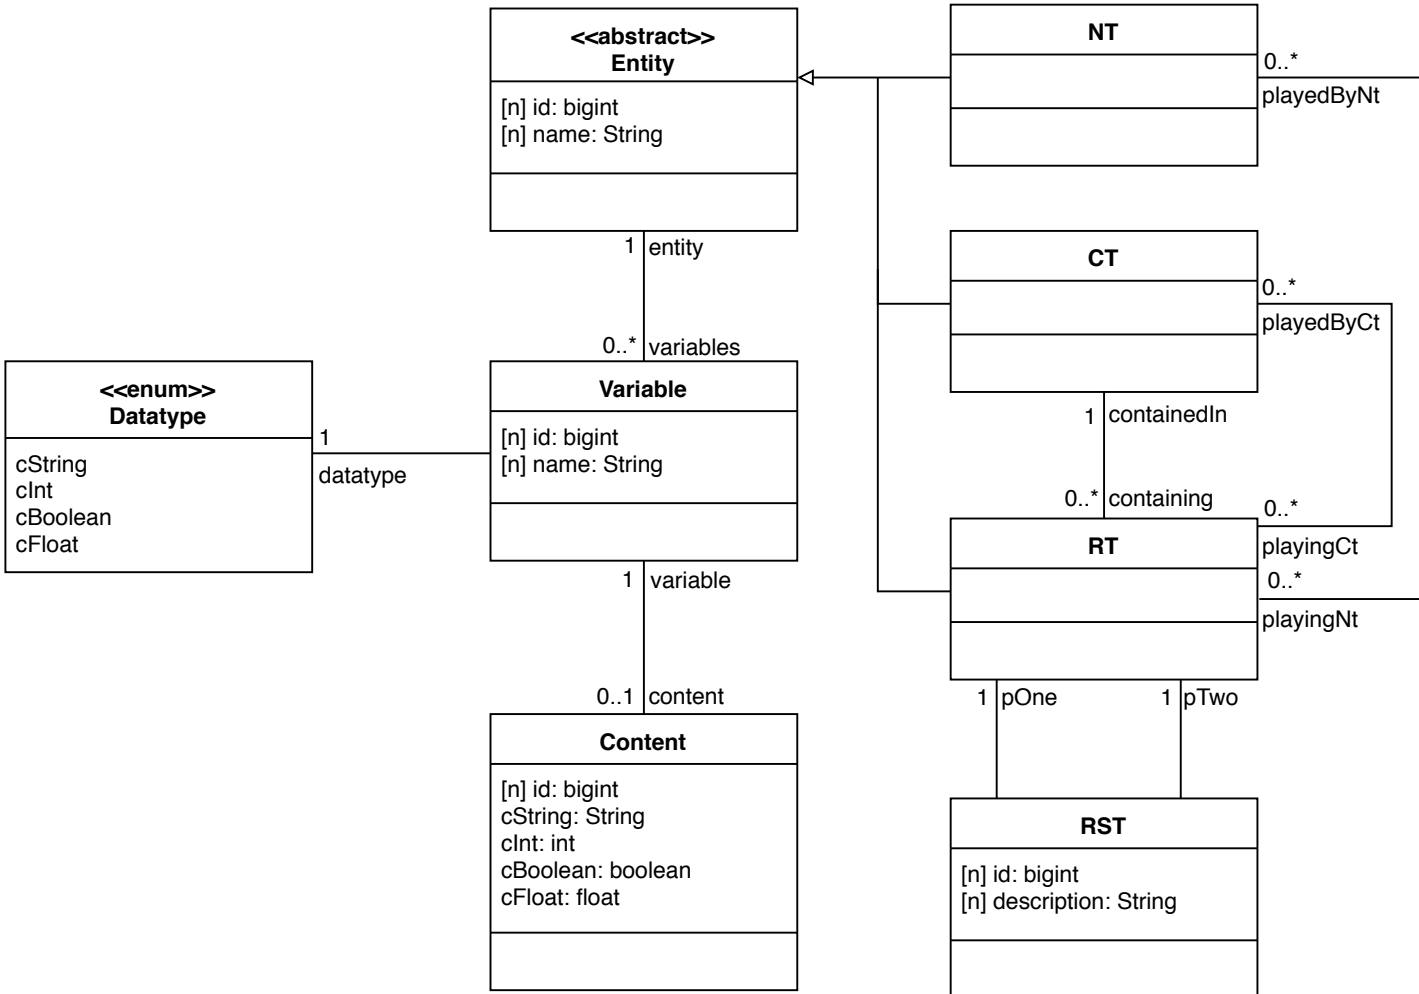 <<abstract>>
Entity
[n] id: bigint
[n] name: String
1 entity
0..* variables
<<enum>>
Datatype
cString
cInt
cBoolean
cFloat
1
datatype
Variable
[n] id: bigint
[n] name: String
1 variable
0..1 content
Content
[n] id: bigint
cString: String
cInt: int
cBoolean: boolean
cFloat: float
NT
0..*
playedByNt
CT
0..*
playedByCt
1 containedIn
0..* containing
RT
0..*
playingCt
0..*
playingNt
1 pOne
1 pTwo
RST
[n] id: bigint
[n] description: String